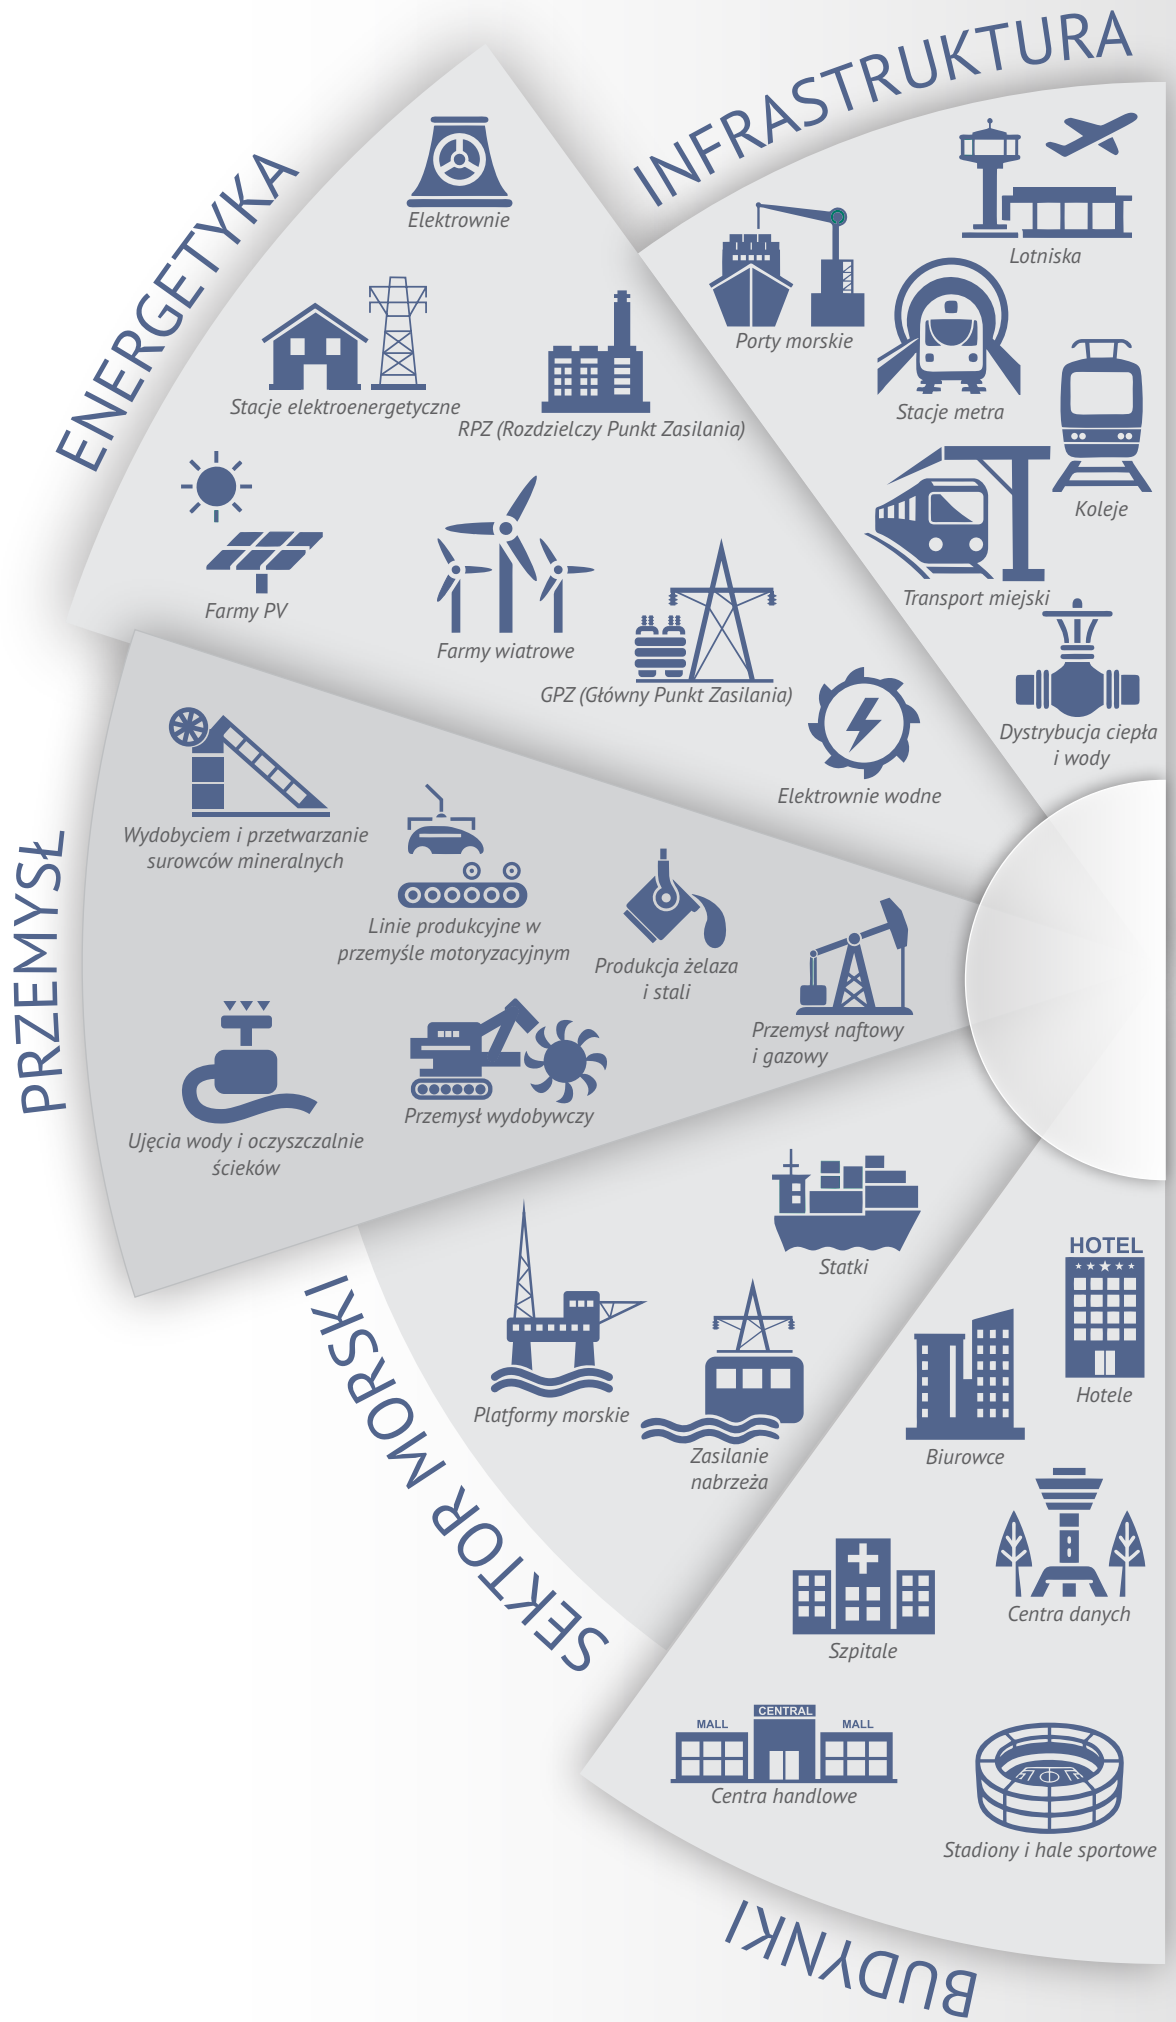 INFRASTRUKTURA
Lotniska
Porty morskie
Stacje metra
Koleje
Transport miejski
Dystrybucja ciepła
i wody
ENERGETYKA
Elektrownie
Stacje elektroenergetyczne
RPZ (Rozdzielczy Punkt Zasilania)
Farmy PV
Farmy wiatrowe
GPZ (Główny Punkt Zasilania)
Elektrownie wodne
PRZEMYSŁ
Wydobyciem i przetwarzanie
surowców mineralnych
Linie produkcyjne w
przemyśle motoryzacyjnym
Produkcja żelaza
i stali
Przemysł naftowy
i gazowy
Ujęcia wody i oczyszczalnie
ścieków
Przemysł wydobywczy
SEKTOR MORSKI
Statki
Platformy morskie
Zasilanie
nabrzeża
BUDYNKI
HOTEL
Hotele
Biurowce
Centra danych
Szpitale
MALL
CENTRAL
MALL
Centra handlowe
Stadiony i hale sportowe